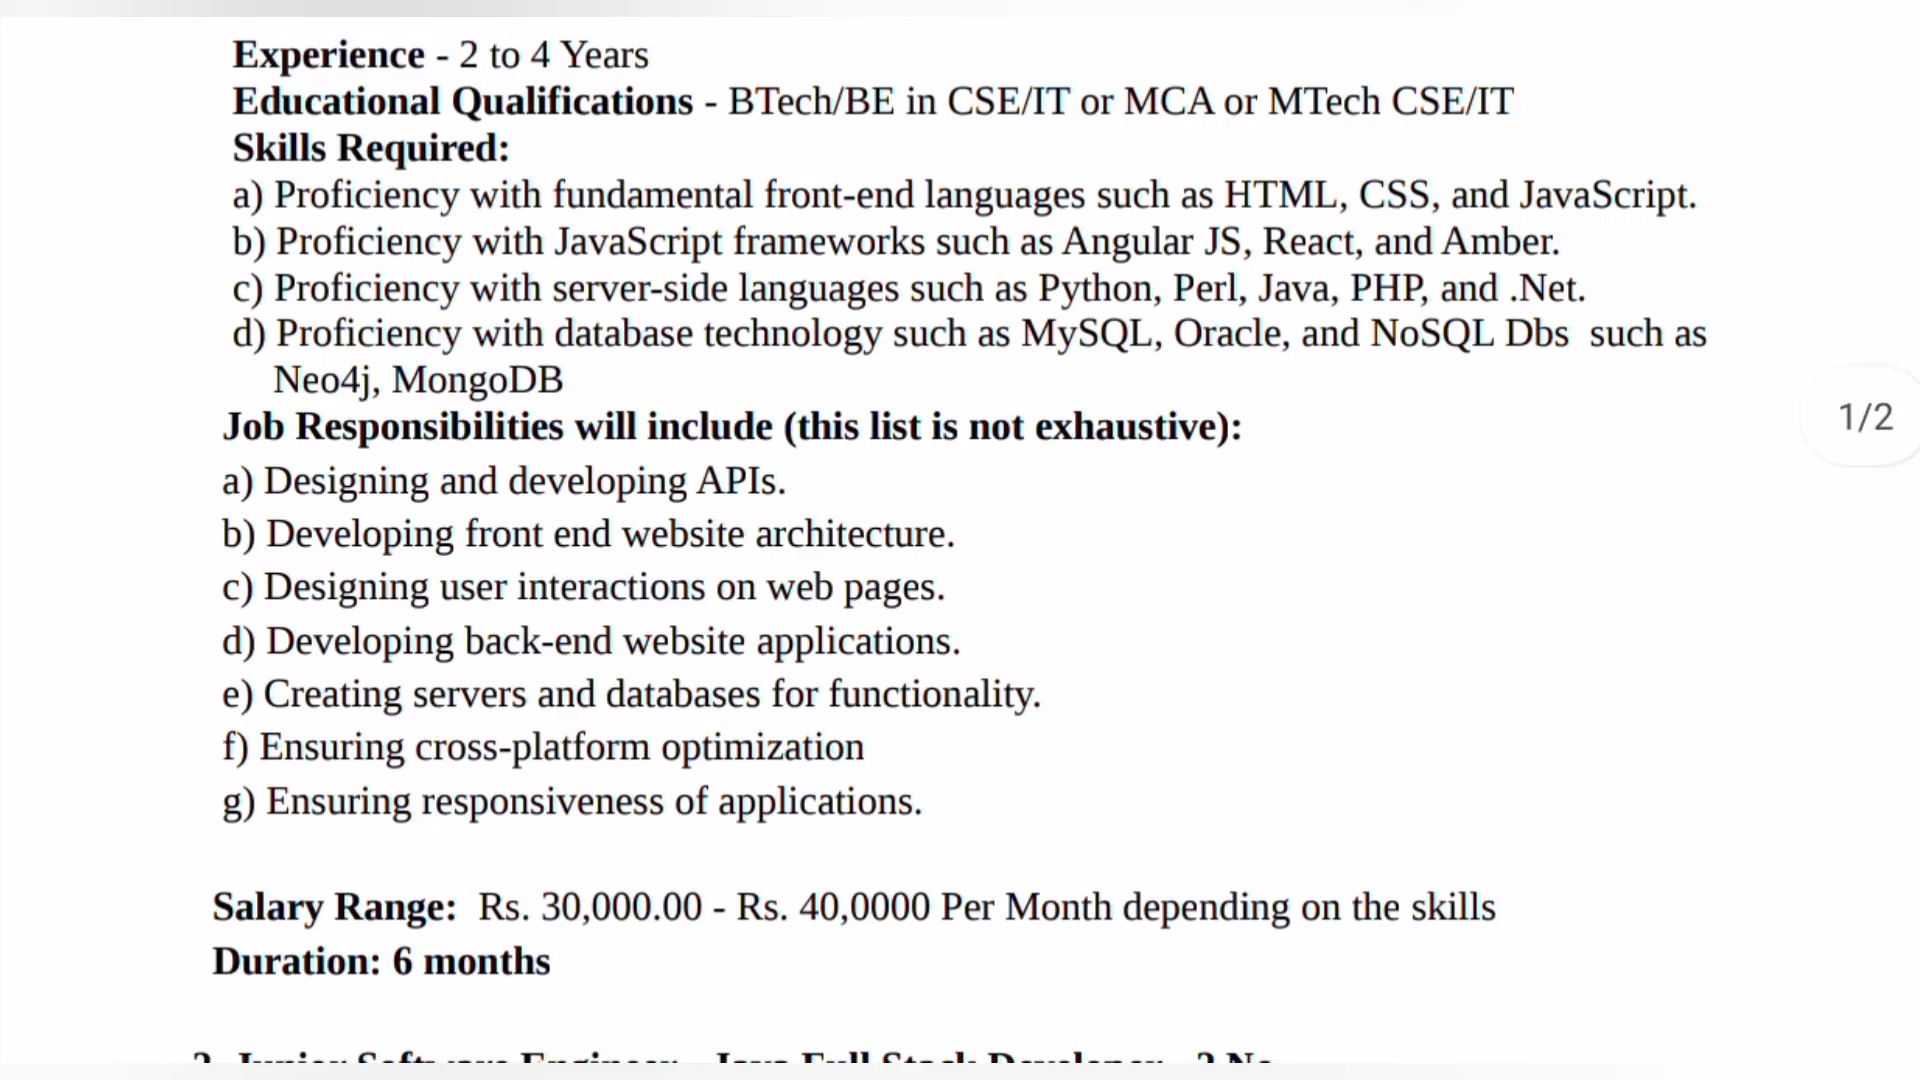 Experience - 2 to 4 Years
Educational Qualifications - BTech/BE in CSE/IT or MCA or MTech CSE/IT
Skills Required:
a) Proficiency with fundamental front-end languages such as HTML, CSS, and JavaScript.
b) Proficiency with JavaScript frameworks such as Angular JS, React, and Amber.
c) Proficiency with server-side languages such as Python, Perl, Java, PHP, and .Net.
d) Proficiency with database technology such as MySQL, Oracle, and NoSQL Dbs  such as
Neo4j, MongoDB
Job Responsibilities will include (this list is not exhaustive):
1/2
a) Designing and developing APIs.
b) Developing front end website architecture.
c) Designing user interactions on web pages.
d) Developing back-end website applications.
e) Creating servers and databases for functionality.
f) Ensuring cross-platform optimization
g) Ensuring responsiveness of applications.
Salary Range:  Rs. 30,000.00 - Rs. 40,0000 Per Month depending on the skills
Duration: 6 months
Junior Software Engineer - Java Full Stack Developer -